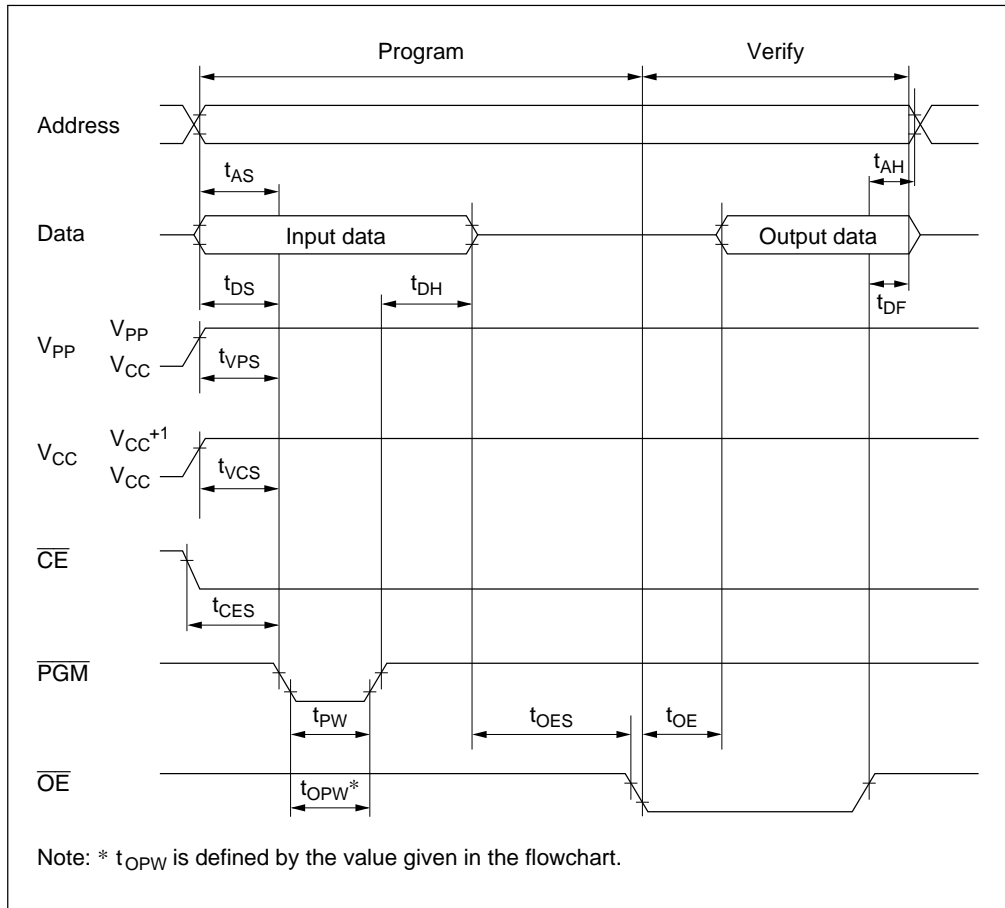 Program Verify
Address
tAS tAH
Data Input data Output data
tDS tDH tDF
VPP VPP
VCC
tVPS
VCC VCC+1
VCC
tVCS
CE
tCES
PGM
tPW tOES tOE
OE
tOPW*
Note: * tOPW is defined by the value given in the flowchart.